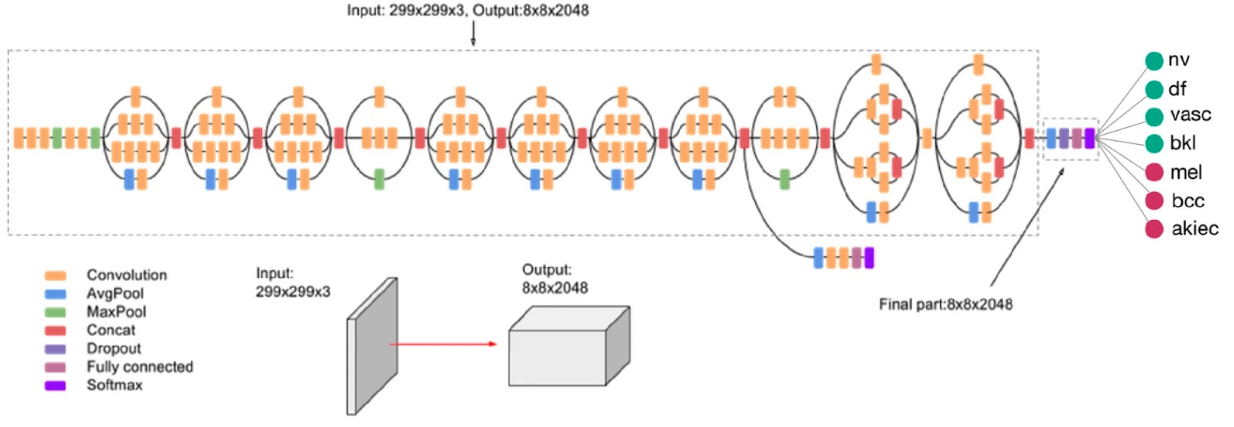 Input: 299x299x3, Output:8x8x2048
nv
df
vasc
bkl
mel
bcc
akiec
Convolution
AvgPool
MaxPool
Concat
Dropout
Fully connected
Softmax
Input:
299x299x3
Output:
8x8x2048
Final part:8x8x2048